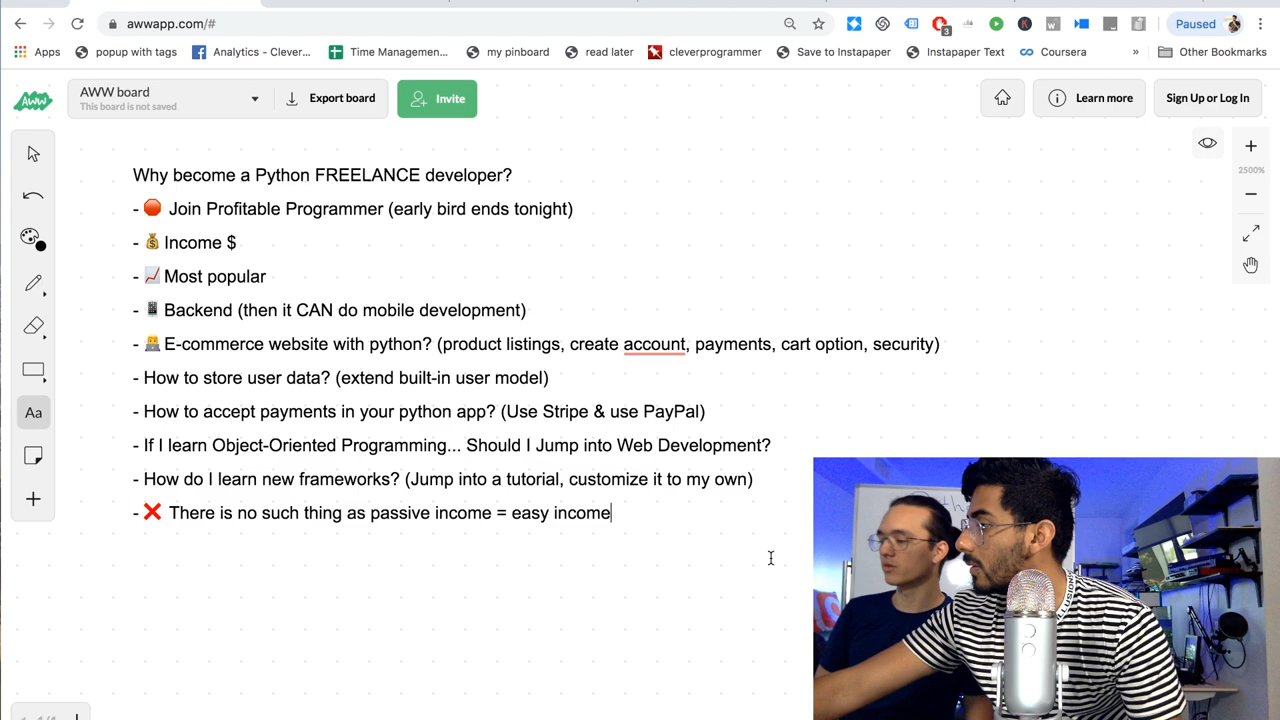 awwapp.com/#
3
Paused
Apps
popup with tags
Analytics - Clever...
Time Managemen...
my pinboard
read later
cleverprogrammer
Save to Instapaper
Instapaper Text
Coursera
»
Other Bookmarks
AWW
AWW board
This board is not saved
Export board
Invite
Learn more
Sign Up or Log In
2500%
Aa
Why become a Python FREELANCE developer?
- 🛑 Join Profitable Programmer (early bird ends tonight)
- 💰 Income $
- 📈 Most popular
- 📱 Backend (then it CAN do mobile development)
- 👨‍💻 E-commerce website with python? (product listings, create account, payments, cart option, security)
- How to store user data? (extend built-in user model)
- How to accept payments in your python app? (Use Stripe & use PayPal)
- If I learn Object-Oriented Programming... Should I Jump into Web Development?
- How do I learn new frameworks? (Jump into a tutorial, customize it to my own)
- ❌ There is no such thing as passive income = easy income